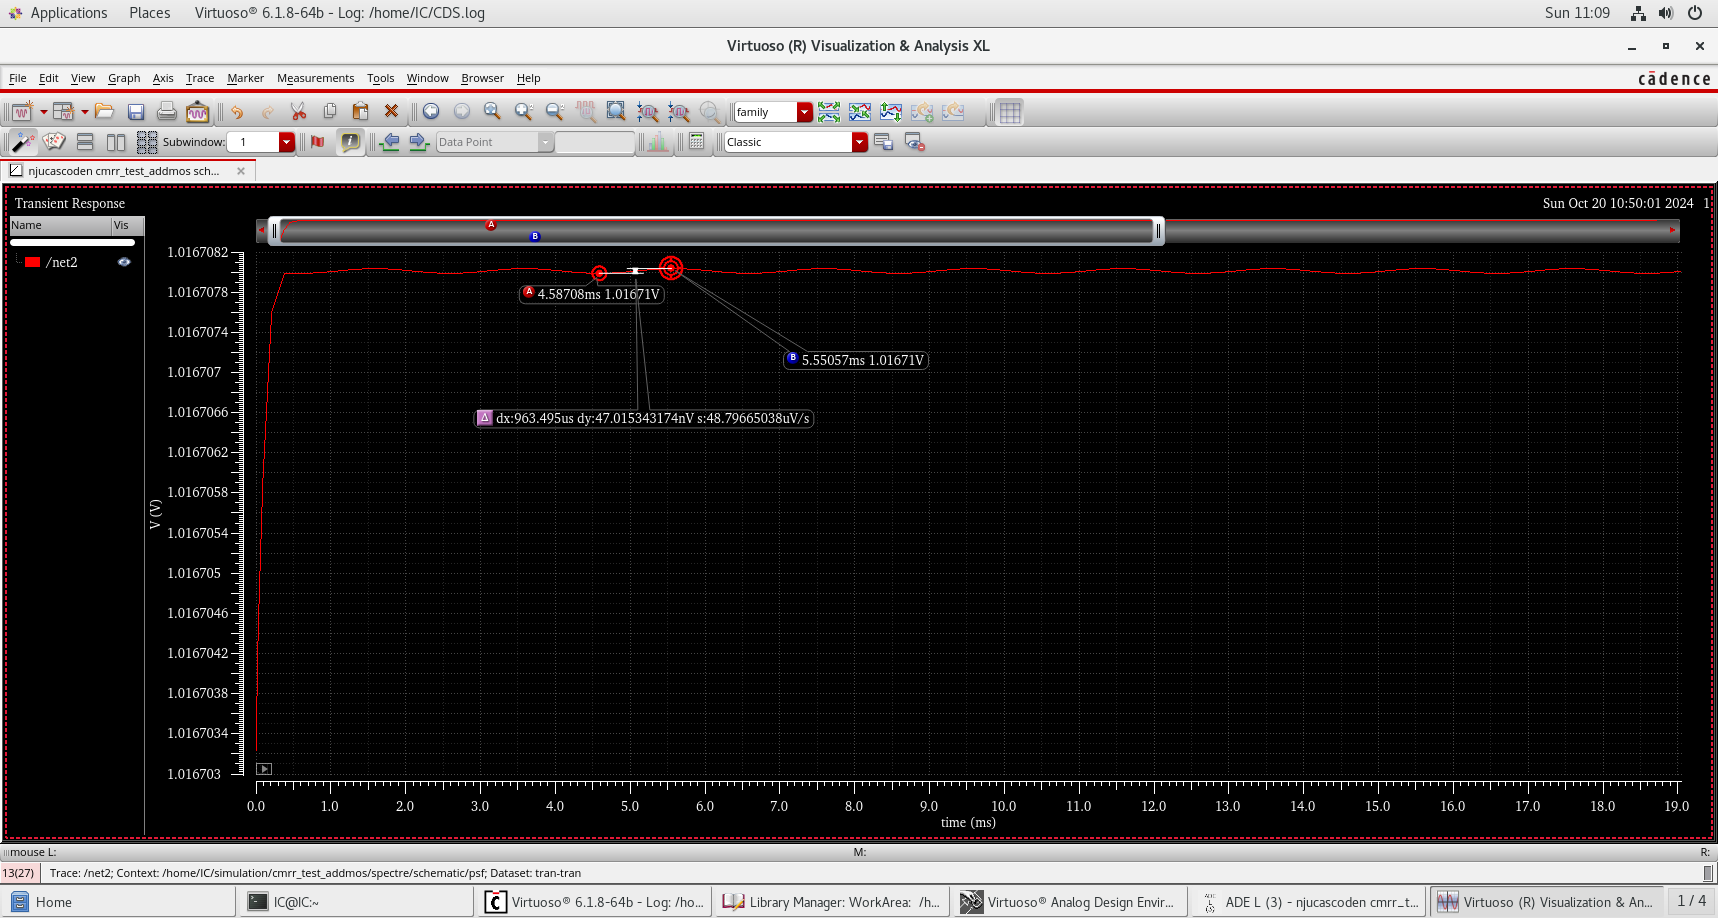 Applications Places Virtuoso® 6.1.8-64b - Log: /home/IC/CDS.log Sun 11:09
Virtuoso (R) Visualization & Analysis XL
File Edit View Graph Axis Trace Marker Measurements Tools Window Browser Help cādence
family
Subwindow: 1 Data Point Classic
njucascoden cmrr_test_addmos sch...
Transient Response Sun Oct 20 10:50:01 2024 1
Name Vis
/net2
A
B
1.0167082
1.0167078
1.0167074
1.016707
1.0167066
1.0167062
1.0167058
1.0167054
1.016705
1.0167046
1.0167042
1.0167038
1.0167034
1.016703
V (V)
A 4.58708ms 1.01671V
B 5.55057ms 1.01671V
Δ dx:963.495us dy:47.015343174nV s:48.79665038uV/s
0.0 1.0 2.0 3.0 4.0 5.0 6.0 7.0 8.0 9.0 10.0 11.0 12.0 13.0 14.0 15.0 16.0 17.0 18.0 19.0
time (ms)
mouse L: M: R:
13(27) Trace: /net2; Context: /home/IC/simulation/cmrr_test_addmos/spectre/schematic/psf; Dataset: tran-tran
Home IC@IC:~ Virtuoso® 6.1.8-64b - Log: /ho... Library Manager: WorkArea: /h... Virtuoso® Analog Design Envir... ADE L (3) - njucascoden cmrr_t... Virtuoso (R) Visualization & An... 1 / 4